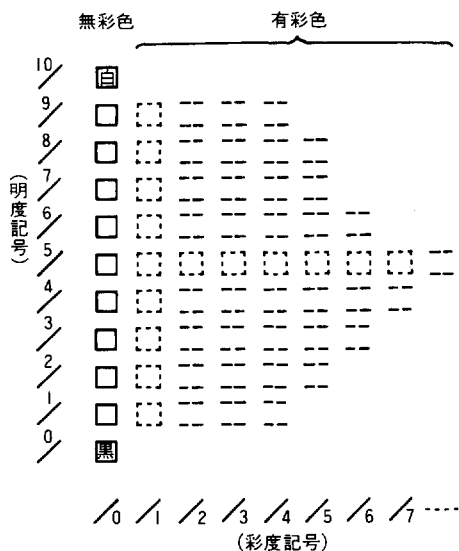 無彩色 有彩色
10/ 白
9/
8/
7/
6/
5/
4/
3/
2/
1/
0/ 黒
(明度記号)
/0 /1 /2 /3 /4 /5 /6 /7 ----
(彩度記号)